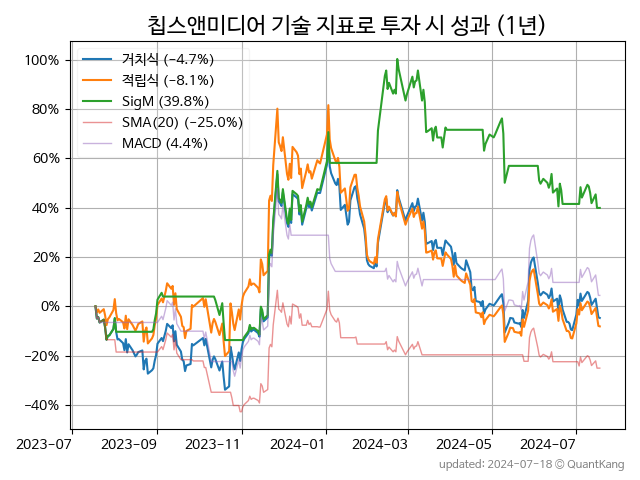 칩스앤미디어 기술 지표로 투자 시 성과 (1년)
거치식 (−4.7%)
적립식 (−8.1%)
SigM (39.8%)
SMA(20) (−25.0%)
MACD (4.4%)
100%
80%
60%
40%
20%
0%
−20%
−40%
2023-07 2023-09 2023-11 2024-01 2024-03 2024-05 2024-07
updated: 2024-07-18 © QuantKang